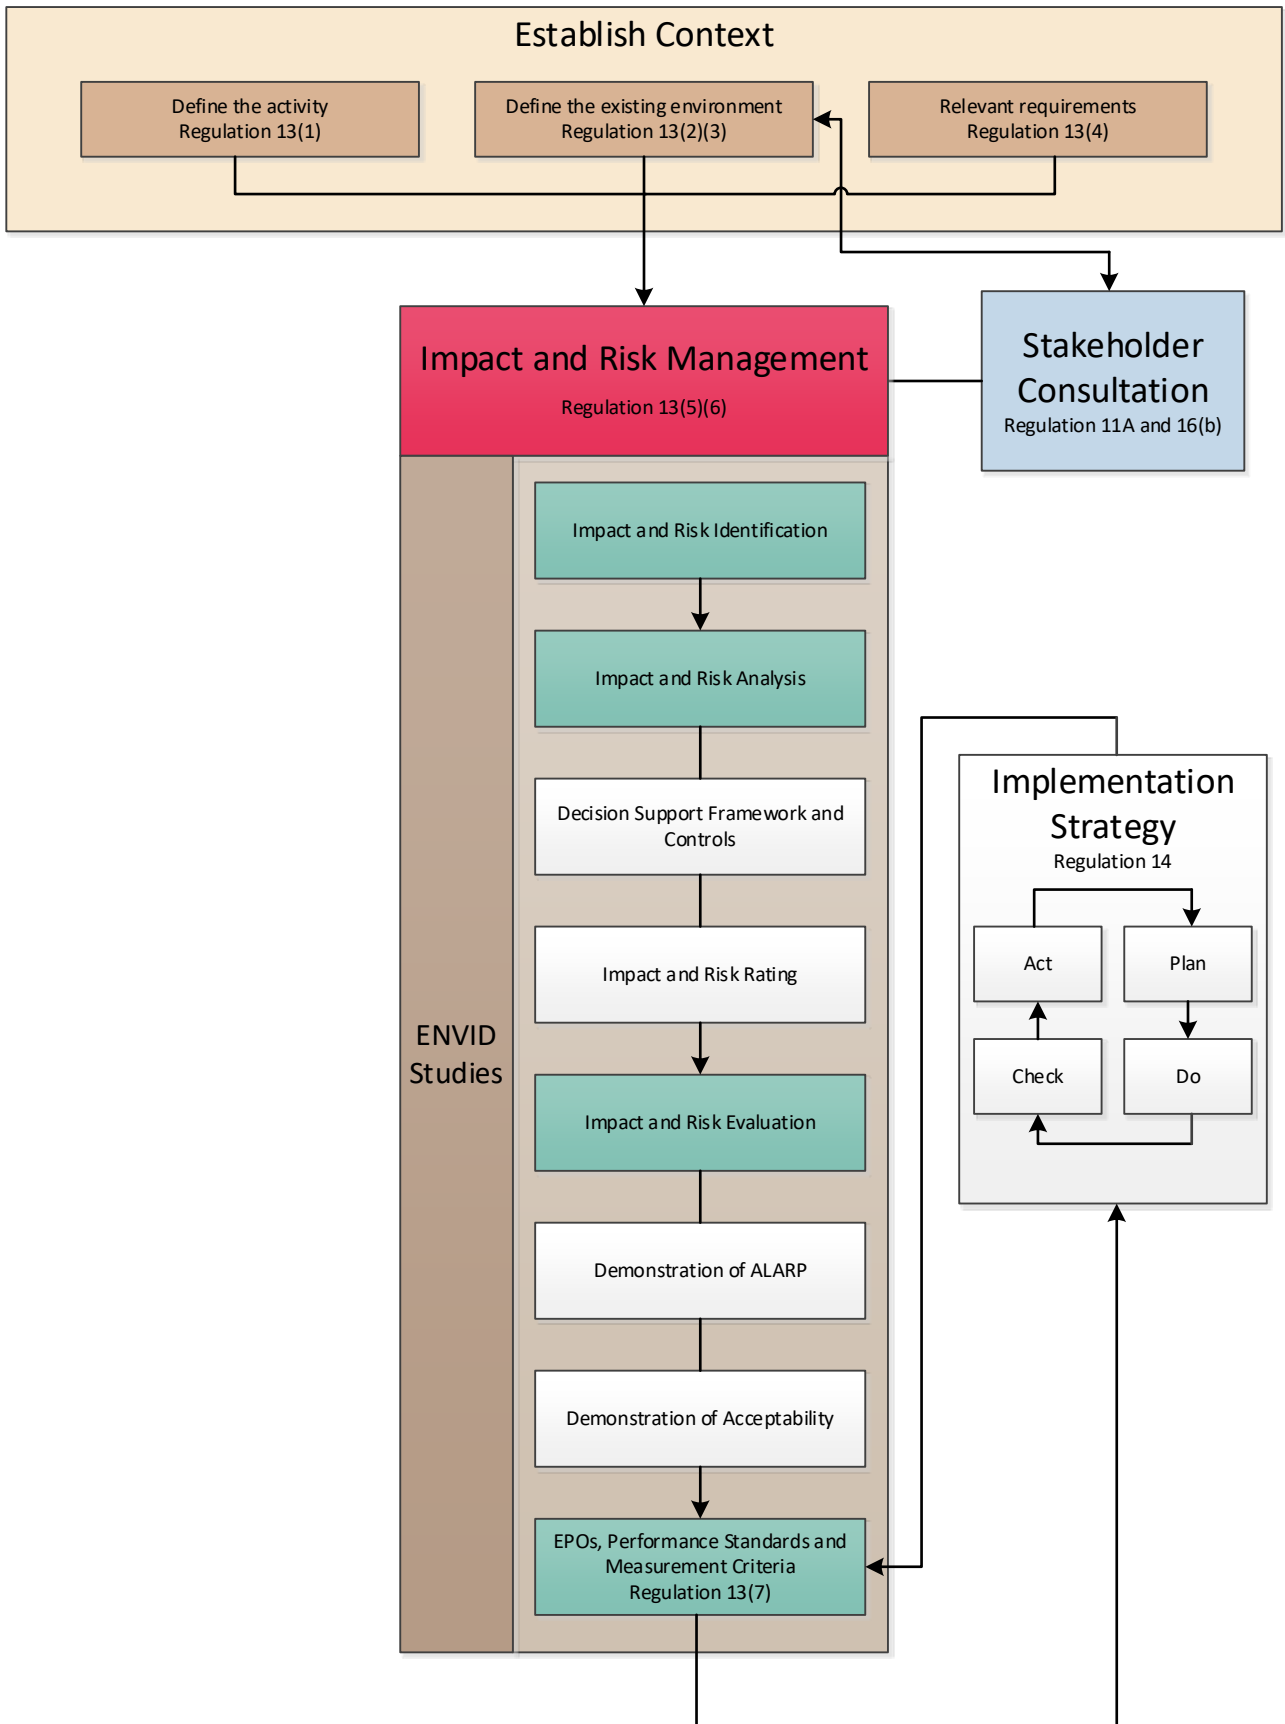 Establish Context
Define the activity
Regulation 13(1)
Define the existing environment
Regulation 13(2)(3)
Relevant requirements
Regulation 13(4)
Impact and Risk Management
Regulation 13(5)(6)
Stakeholder
Consultation
Regulation 11A and 16(b)
ENVID
Studies
Impact and Risk Identification
Impact and Risk Analysis
Decision Support Framework and
Controls
Impact and Risk Rating
Impact and Risk Evaluation
Demonstration of ALARP
Demonstration of Acceptability
EPOs, Performance Standards and
Measurement Criteria
Regulation 13(7)
Implementation
Strategy
Regulation 14
Act
Plan
Check
Do